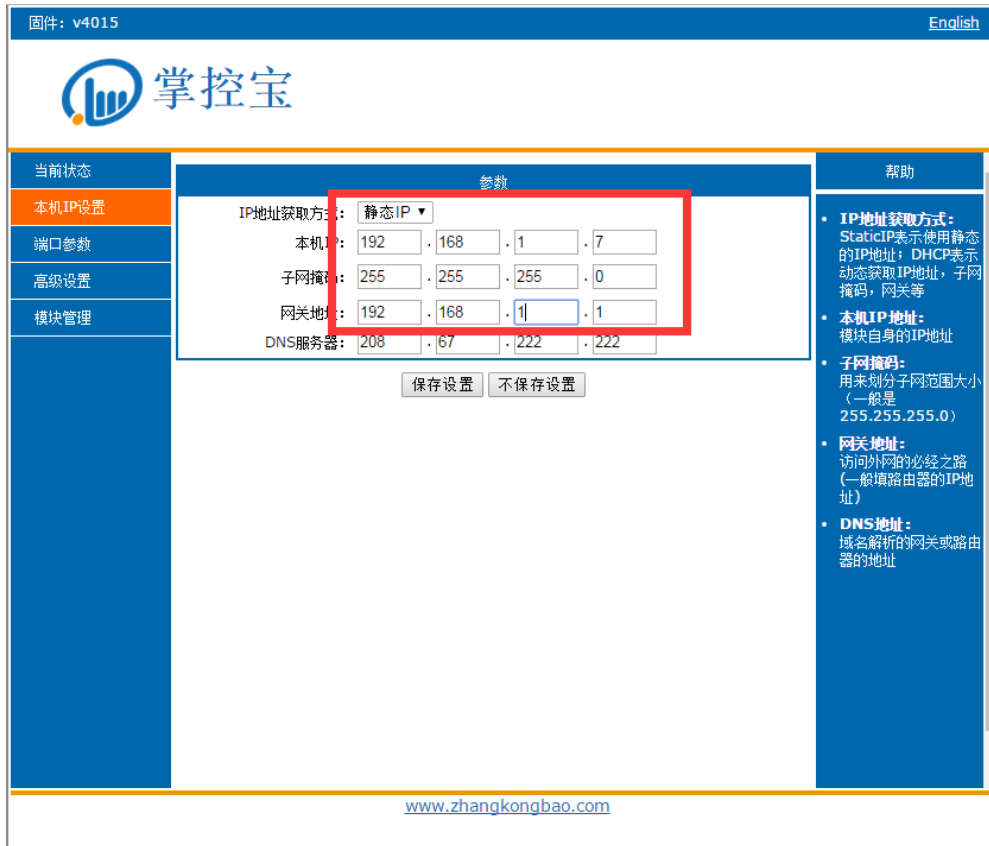 固件：v4015
English
掌控宝
当前状态
本机IP设置
端口参数
高级设置
模块管理
参数
IP地址获取方式： 静态IP
本机IP： 192 . 168 . 1 . 7
子网掩码： 255 . 255 . 255 . 0
网关地址： 192 . 168 . 1 . 1
DNS服务器： 208 . 67 . 222 . 222
保存设置 不保存设置
帮助
• IP地址获取方式：
StaticIP表示使用静态
的IP地址；DHCP表示
动态获取IP地址，子网
掩码，网关等
• 本机IP地址：
模块自身的IP地址
• 子网掩码：
用来划分子网范围大小
（一般是
255.255.255.0）
• 网关地址：
访问外网的必经之路
(一般填路由器的IP地
址)
• DNS地址：
域名解析的网关或路由
器的地址
www.zhangkongbao.com